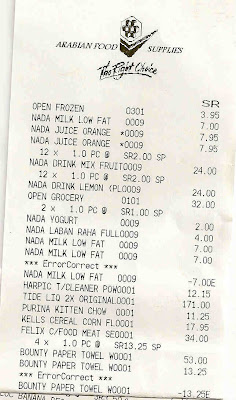 ARABIAN FOOD SUPPLIES
The Right Choice
SR
OPEN FROZEN 0301 3.95
NADA MILK LOW FAT 0009 7.00
NADA JUICE ORANGE *0009 7.95
NADA JUICE ORANGE *0009 7.95
12 x 1.0 PC @ SR2.00 SP
NADA DRINK MIX FRUIT0009 24.00
12 x 1.0 PC @ SR2.00 SP
NADA DRINK LEMON (PL0009 24.00
OPEN GROCERY 0101 32.00
2 x 1.0 PC @ SR1.00 SP
NADA YOGURT 0009 2.00
NADA LABAN RAHA FULL0009 4.00
NADA MILK LOW FAT 0009 7.00
NADA MILK LOW FAT 0009 7.00
*** ErrorCorrect ***
NADA MILK LOW FAT 0009 -7.00E
HARPIC T/CLEANER POW0001 12.15
TIDE LIQ 2X ORIGINAL0001 171.00
PURINA KITTEN CHOW 0001 11.25
KELLS CEREAL CORN FL0001 17.95
FELIX C/FOOD MEAT SE0001 34.00
4 x 1.0 PC @ SR13.25 SP
BOUNTY PAPER TOWEL W0001 53.00
BOUNTY PAPER TOWEL W0001 13.25
*** ErrorCorrect ***
BOUNTY PAPER TOWEL W0001 -13.25E
BANANA